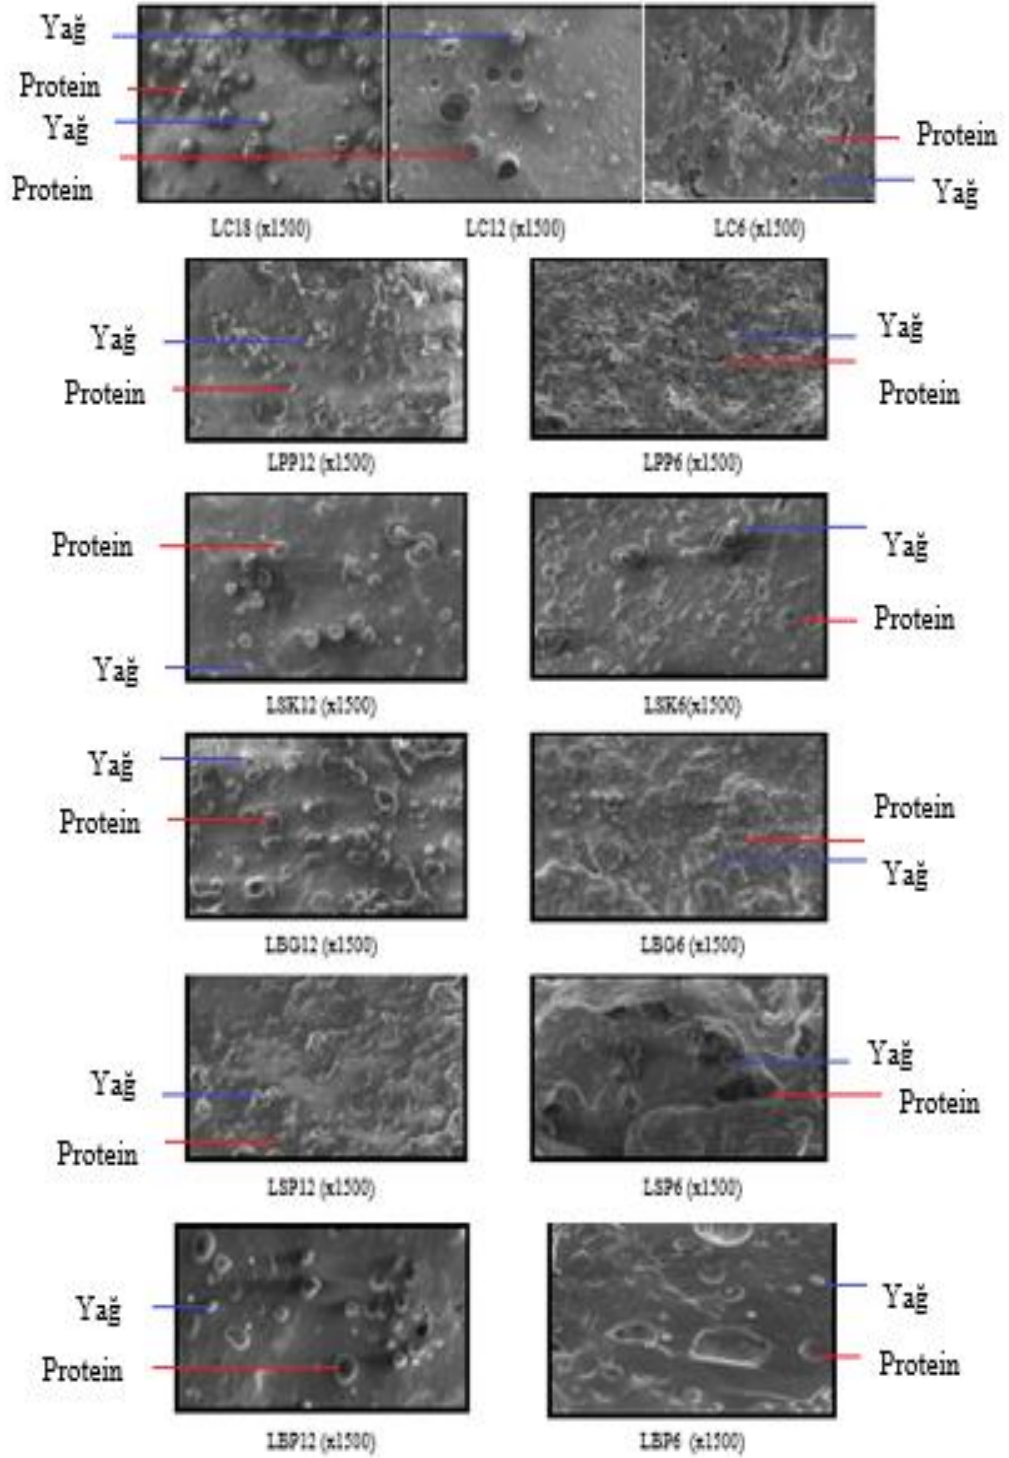 Yağ
Protein
Yağ
Protein
Protein
Yağ
LC18 (x1500)
LC12 (x1500)
LC6 (x1500)
Yağ
Protein
Yağ
Protein
LPP12 (x1500)
LPP6 (x1500)
Protein
Yağ
Yağ
Protein
LSK12 (x1500)
LSK6(x1500)
Yağ
Protein
Protein
Yağ
LBG12 (x1500)
LBG6 (x1500)
Yağ
Protein
Yağ
Protein
LSP12 (x1500)
LSP6 (x1500)
Yağ
Protein
Yağ
Protein
LBP12 (x1500)
LBP6 (x1500)